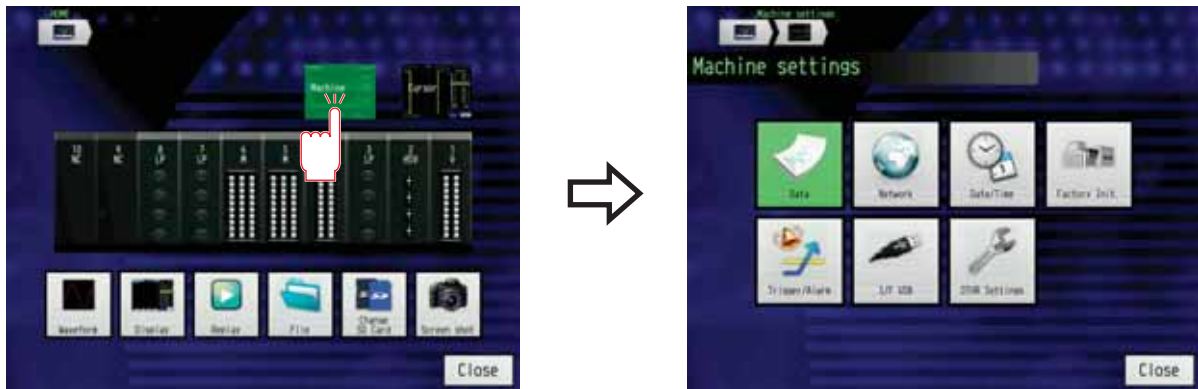 HOME
Machine
Cursor
Waveform
Display
Replay
File
Change
SD Card
Screen shot
Close
Machine settings
Machine settings
Data
Network
Date/Time
Factory Init.
Trigger/Alarm
I/F USB
OTHR Settings
Close